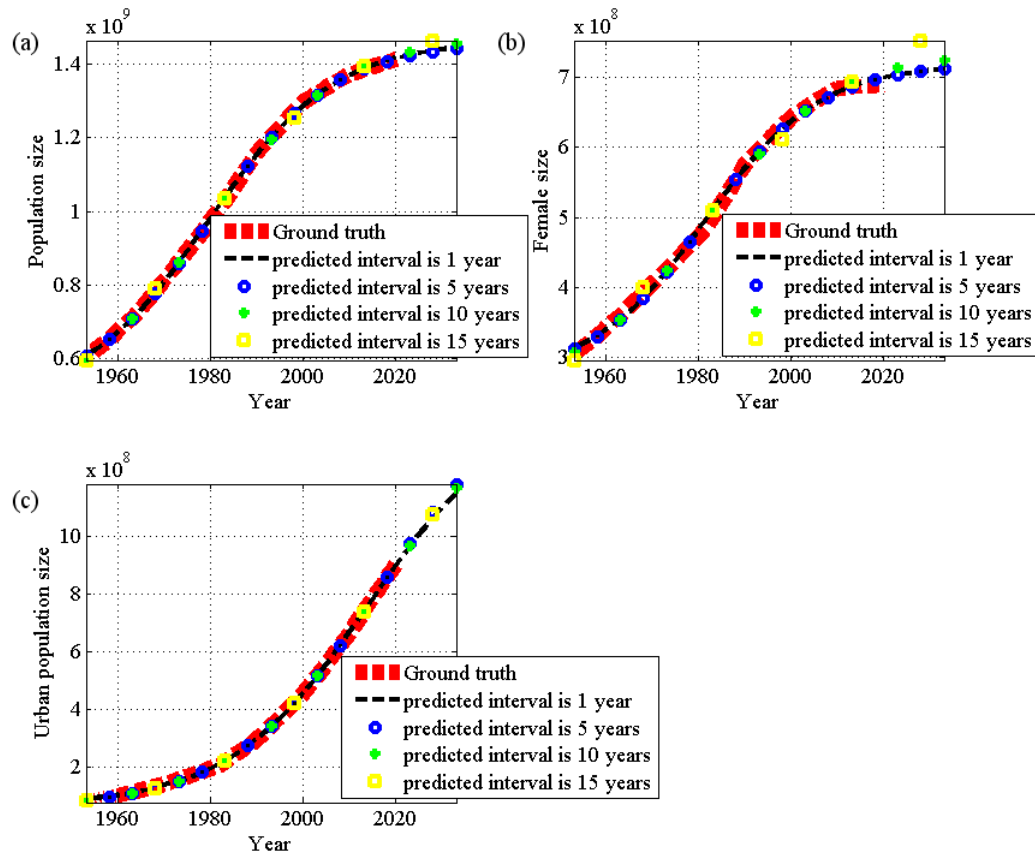 (a)
x 10^9
Population size
1.4
1.2
1
0.8
0.6
1960 1980 2000 2020
Year
Ground truth
predicted interval is 1 year
predicted interval is 5 years
predicted interval is 10 years
predicted interval is 15 years
(b)
x 10^8
Female size
7
6
5
4
3
1960 1980 2000 2020
Year
Ground truth
predicted interval is 1 year
predicted interval is 5 years
predicted interval is 10 years
predicted interval is 15 years
(c)
x 10^8
Urban population size
10
8
6
4
2
1960 1980 2000 2020
Year
Ground truth
predicted interval is 1 year
predicted interval is 5 years
predicted interval is 10 years
predicted interval is 15 years